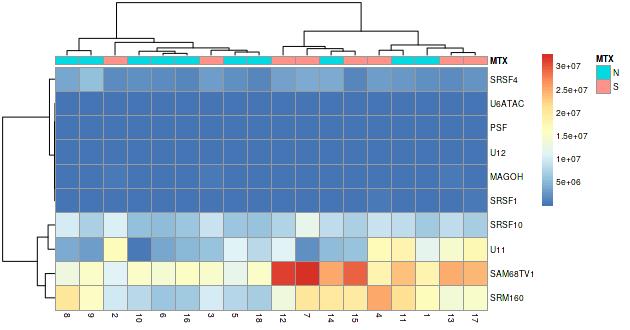 MTX
SRSF4
U6ATAC
PSF
U12
MAGOH
SRSF1
SRSF10
U11
SAM68TV1
SRM160
8 9 2 10 6 16 3 5 18 12 7 14 15 4 11 1 13 17
3e+07
2.5e+07
2e+07
1.5e+07
1e+07
5e+06
MTX
N
S